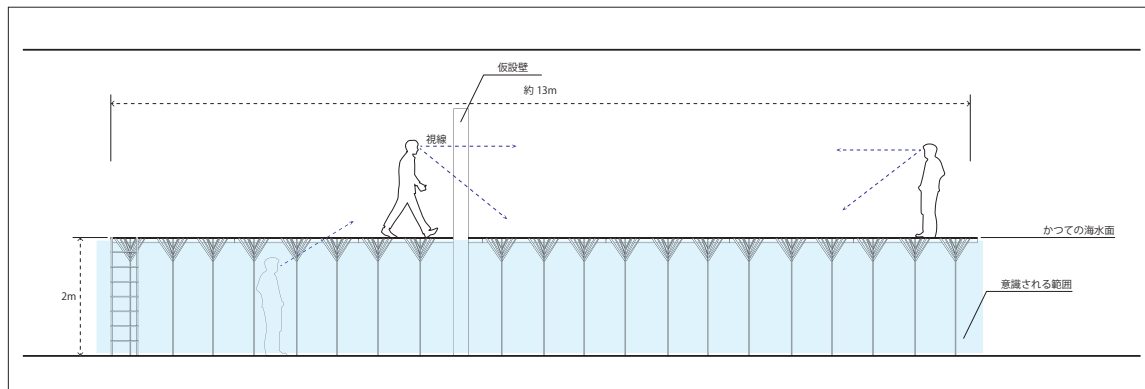 仮設壁
約 13m
視線
かつての海水面
意識される範囲
2m